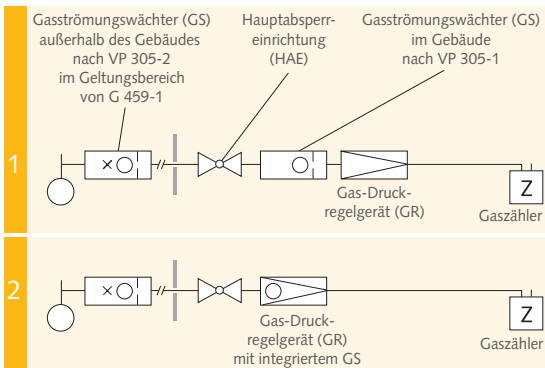 Gasströmungswächter (GS)
außerhalb des Gebäudes
nach VP 305-2
im Geltungsbereich
von G 459-1
Hauptabsperr-
einrichtung
(HAE)
Gasströmungswächter (GS)
im Gebäude
nach VP 305-1
1
Gas-Druck-
regelgerät (GR)
Z
Gaszähler
2
Gas-Druck-
regelgerät (GR)
mit integriertem GS
Z
Gaszähler